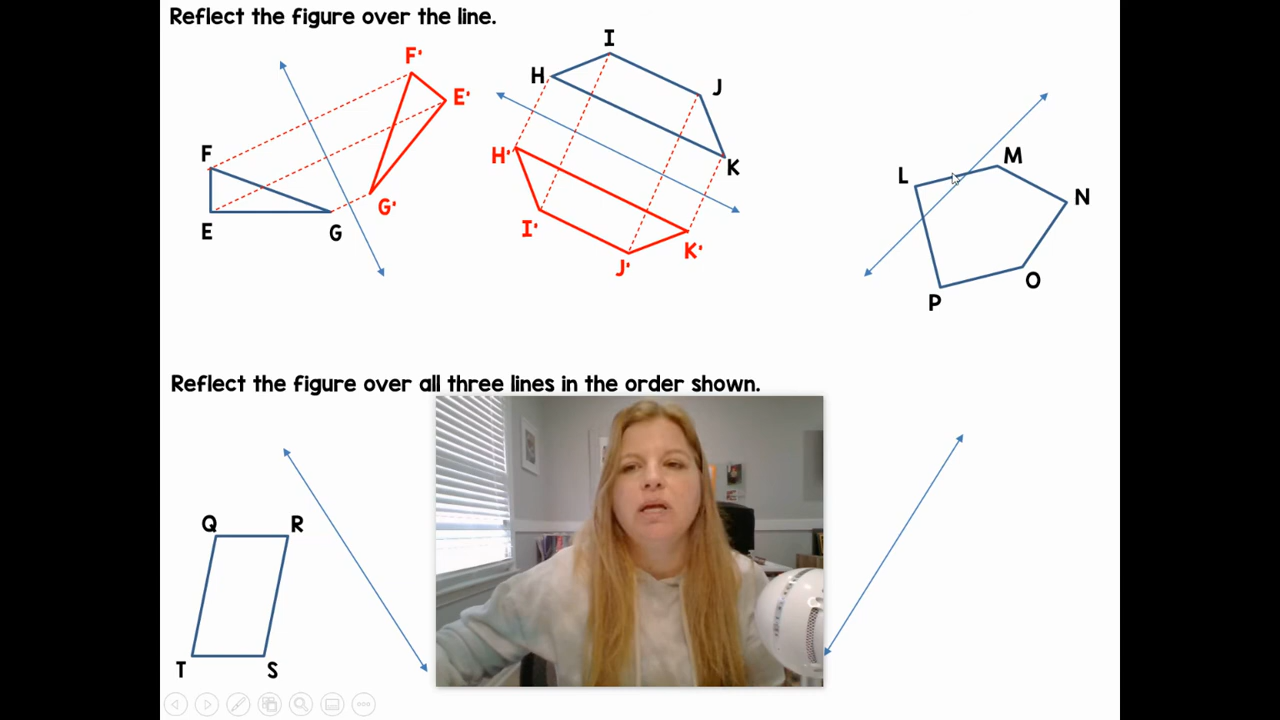 Reflect the figure over the line.
F'
E'
F
G'
E
G
I
H
J
H'
K
I'
J'
K'
M
L
N
O
P
Reflect the figure over all three lines in the order shown.
Q
R
T
S